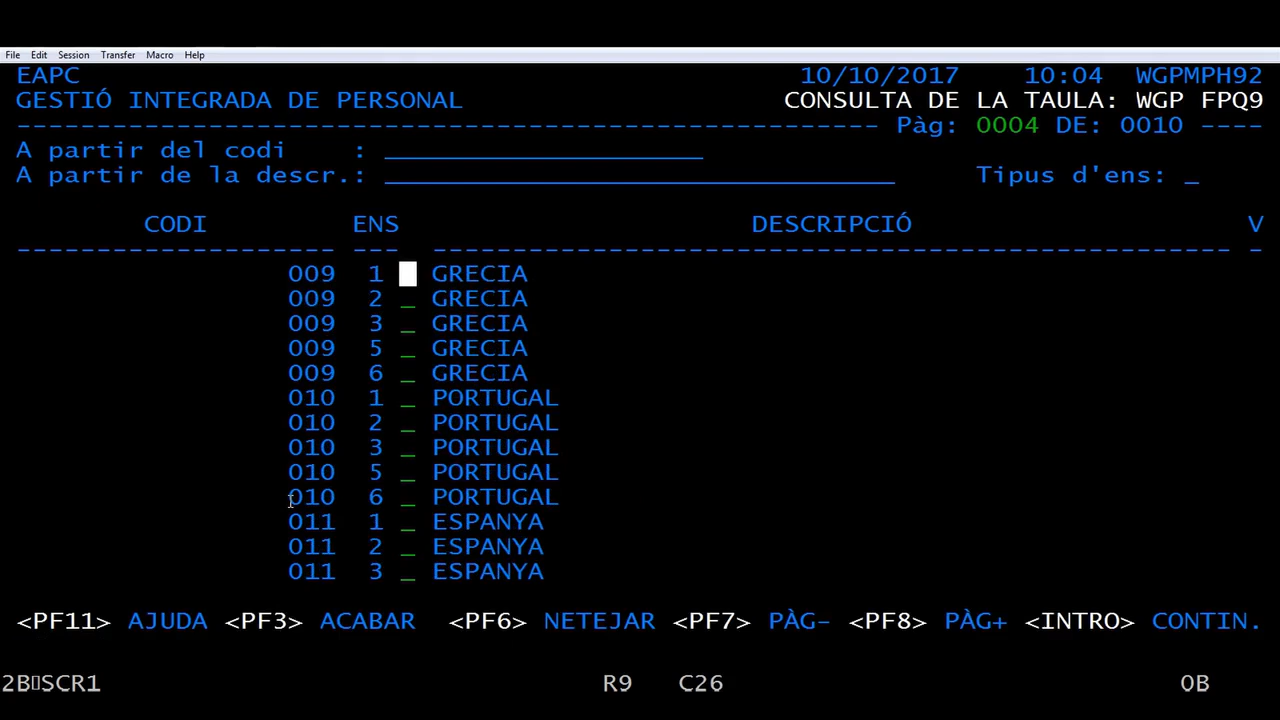 File Edit Session Transfer Macro Help
EAPC 10/10/2017 10:04 WGPMPH92
GESTIÓ INTEGRADA DE PERSONAL CONSULTA DE LA TAULA: WGP FPQ9
------------------------------------------------------ Pàg: 0004 DE: 0010 ----
A partir del codi : ____________________
A partir de la descr.: ________________________________ Tipus d'ens: _
CODI ENS DESCRIPCIÓ V
-------------------- --- -------------------------------------------------- -
009 1 GRECIA
009 2 _ GRECIA
009 3 _ GRECIA
009 5 _ GRECIA
009 6 _ GRECIA
010 1 _ PORTUGAL
010 2 _ PORTUGAL
010 3 _ PORTUGAL
010 5 _ PORTUGAL
010 6 _ PORTUGAL
011 1 _ ESPANYA
011 2 _ ESPANYA
011 3 _ ESPANYA
<PF11> AJUDA <PF3> ACABAR <PF6> NETEJAR <PF7> PÀG- <PF8> PÀG+ <INTRO> CONTIN.
2B▯SCR1 R9 C26 0B